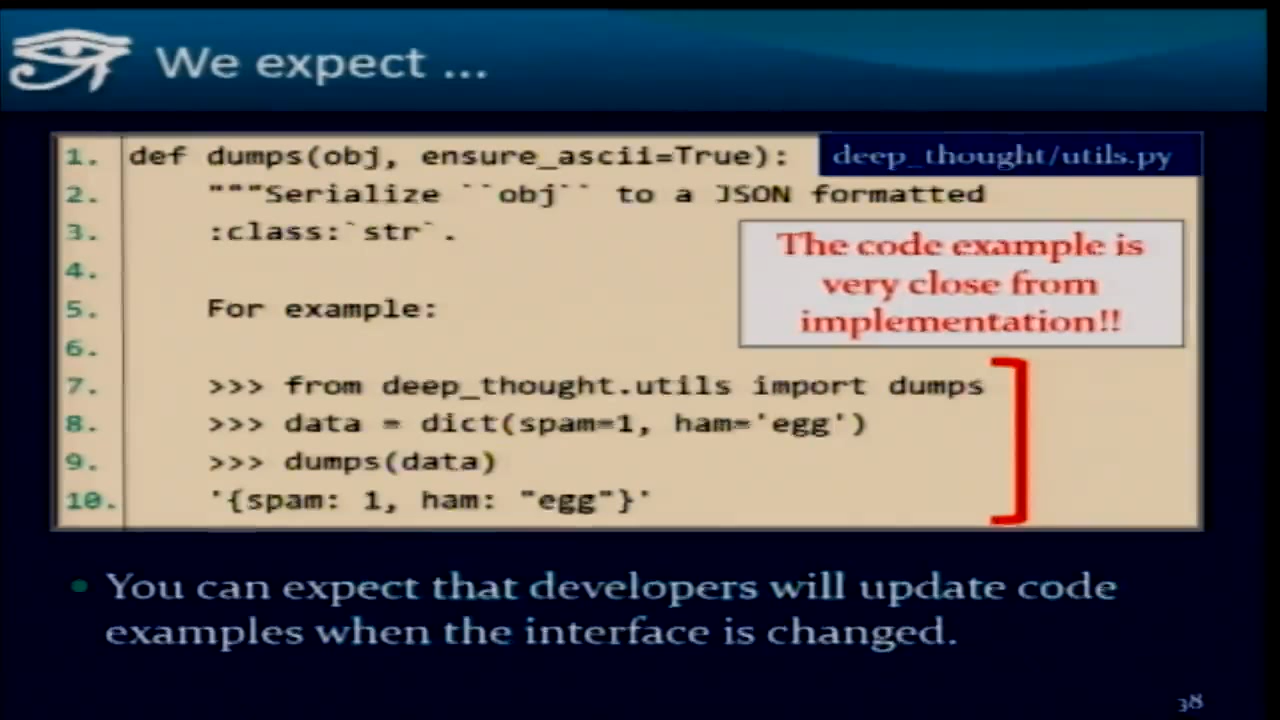 We expect ...
deep_thought/utils.py
1. def dumps(obj, ensure_ascii=True):
2. """Serialize ``obj`` to a JSON formatted
3. :class:`str`.
4.
5. For example:
6.
7. >>> from deep_thought.utils import dumps
8. >>> data = dict(spam=1, ham='egg')
9. >>> dumps(data)
10. '{spam: 1, ham: "egg"}'
The code example is
very close from
implementation!!
• You can expect that developers will update code
examples when the interface is changed.
38